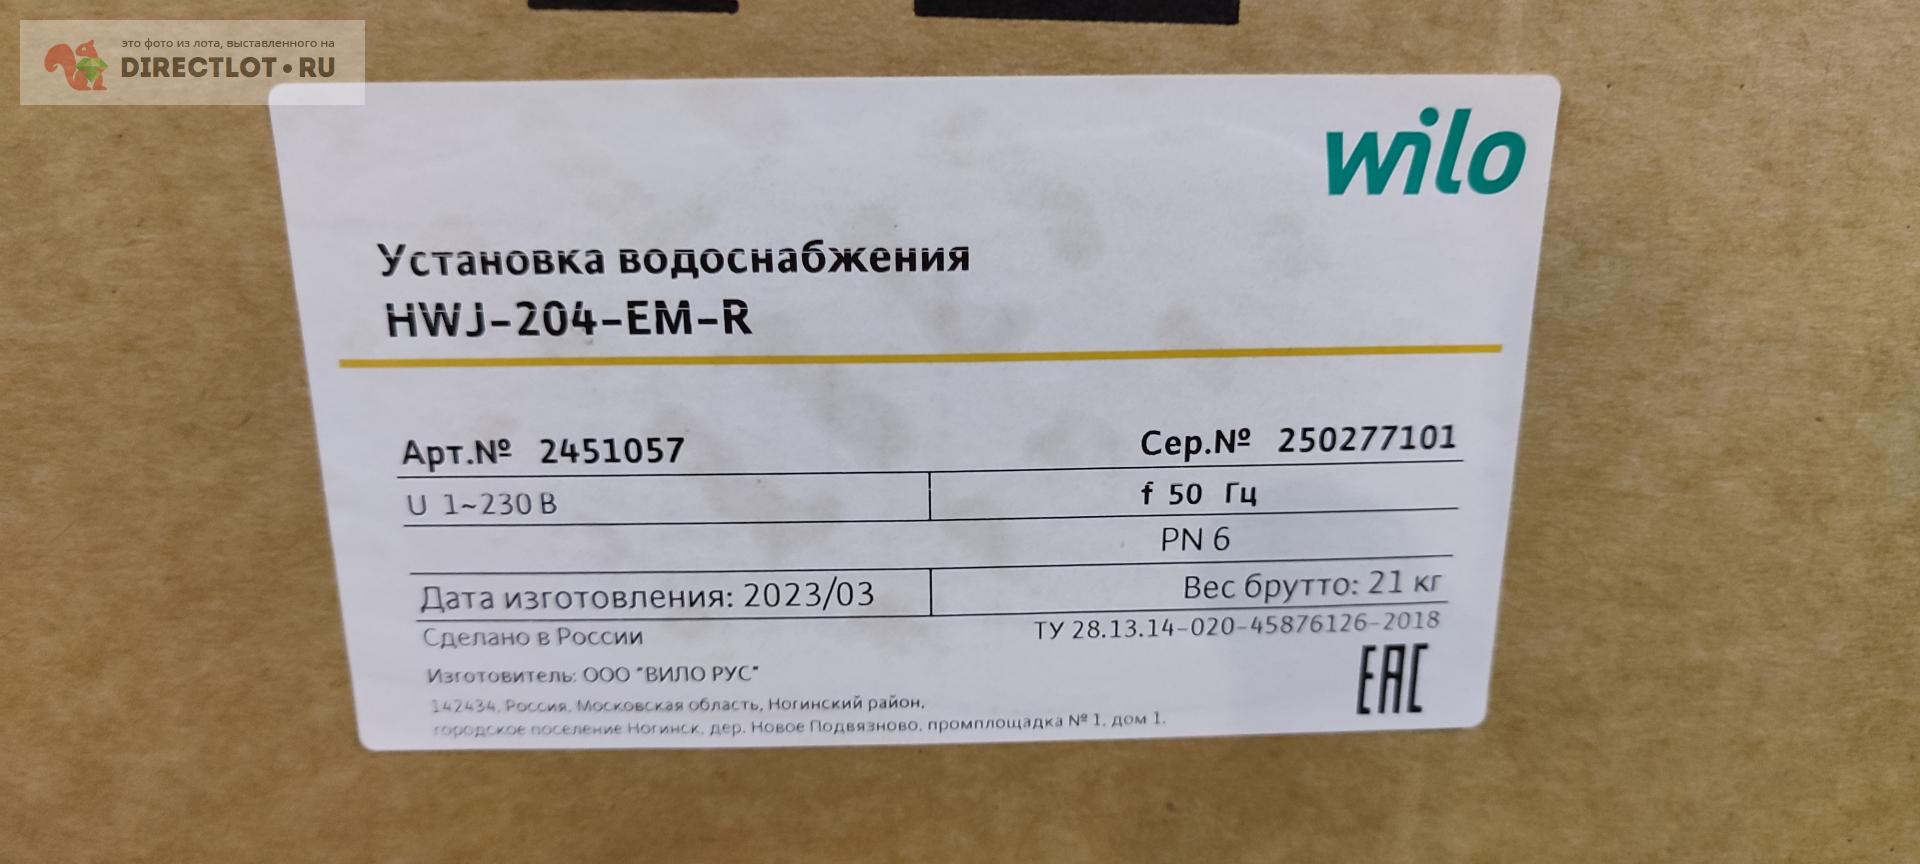 это фото из лота, выставленного на
DIRECTLOT•RU
wilo
Установка водоснабжения
HWJ-204-EM-R
Арт.№ 2451057 Сер.№ 250277101
U 1~230 В f 50 Гц
PN 6
Дата изготовления: 2023/03 Вес брутто: 21 кг
Сделано в России ТУ 28.13.14-020-45876126-2018
Изготовитель: ООО "ВИЛО РУС"
142434, Россия, Московская область, Ногинский район,
городское поселение Ногинск, дер. Новое Подвязново, промплощадка №1, дом 1.
EAC